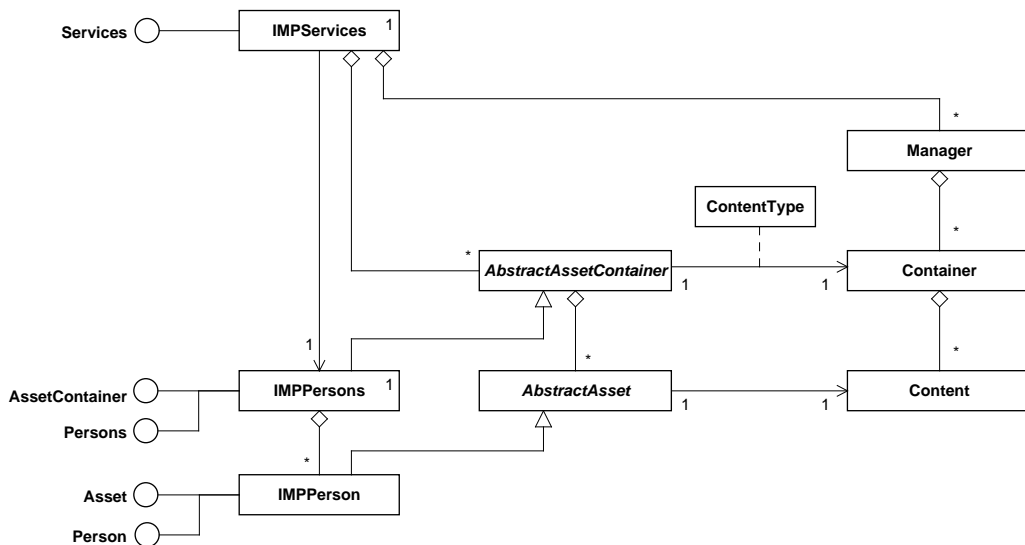 Services
IMPServices
1
*
Manager
ContentType
*
*
AbstractAssetContainer
Container
1
1
1
*
*
AssetContainer
IMPPersons
1
AbstractAsset
Content
1
1
Persons
*
Asset
IMPPerson
Person